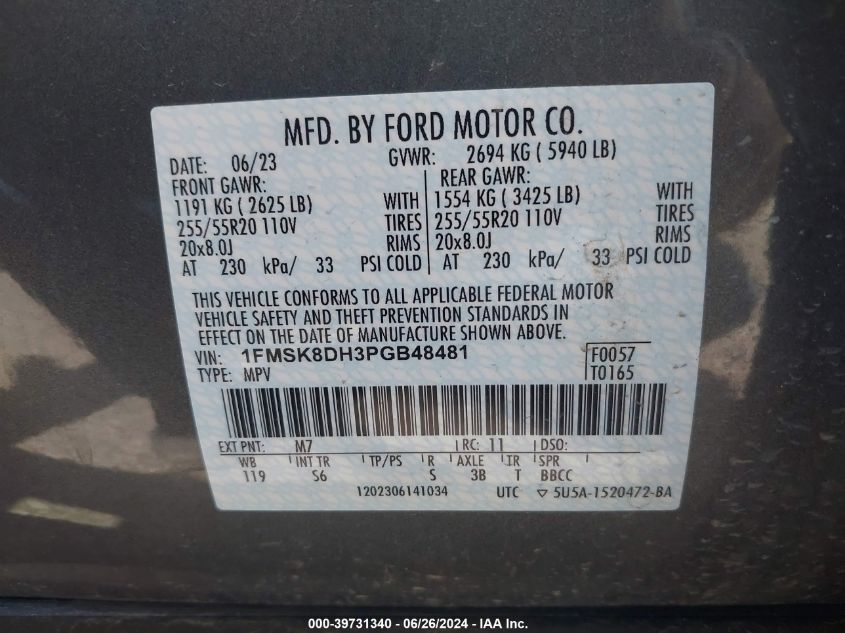 MFD. BY FORD MOTOR CO.
DATE: 06/23 GVWR: 2694 KG ( 5940 LB)
FRONT GAWR: REAR GAWR:
1191 KG ( 2625 LB) WITH 1554 KG ( 3425 LB) WITH
255/55R20 110V TIRES 255/55R20 110V TIRES
20x8.0J RIMS 20x8.0J RIMS
AT 230 kPa/ 33 PSI COLD AT 230 kPa/ 33 PSI COLD
THIS VEHICLE CONFORMS TO ALL APPLICABLE FEDERAL MOTOR
VEHICLE SAFETY AND THEFT PREVENTION STANDARDS IN
EFFECT ON THE DATE OF MANUFACTURE SHOWN ABOVE.
VIN: 1FMSK8DH3PGB48481 F0057
TYPE: MPV T0165
EXT PNT: M7 RC: 11 DSO:
WB INT TR TP/PS R AXLE IR SPR
119 S6 S 3B T BBCC
1202306141034 UTC ▽ 5U5A-1520472-BA
000-39731340 / 06/26/2024 - IAA Inc.